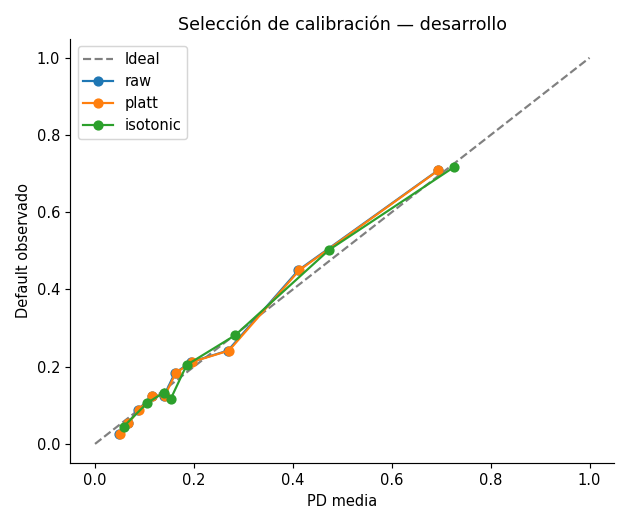 Selección de calibración — desarrollo
Ideal
raw
platt
isotonic
Default observado
1.0
0.8
0.6
0.4
0.2
0.0
0.0 0.2 0.4 0.6 0.8 1.0
PD media